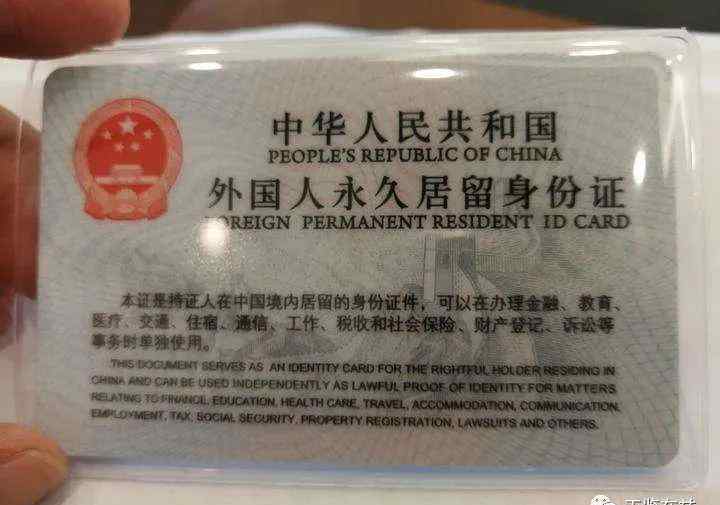 中华人民共和国
PEOPLE'S REPUBLIC OF CHINA
外国人永久居留身份证
FOREIGN PERMANENT RESIDENT ID CARD
本证是持证人在中国境内居留的身份证件，可以在办理金融、教育、
医疗、交通、住宿、通信、工作、税收和社会保险、财产登记、诉讼等
事务时单独使用。
THIS DOCUMENT SERVES AS AN IDENTITY CARD FOR THE RIGHTFUL HOLDER RESIDING IN
CHINA AND CAN BE USED INDEPENDENTLY AS LAWFUL PROOF OF IDENTITY FOR MATTERS
RELATING TO FINANCE, EDUCATION, HEALTH CARE, TRAVEL, ACCOMMODATION, COMMUNICATION,
EMPLOYMENT, TAX, SOCIAL SECURITY, PROPERTY REGISTRATION, LAWSUITS AND OTHERS.